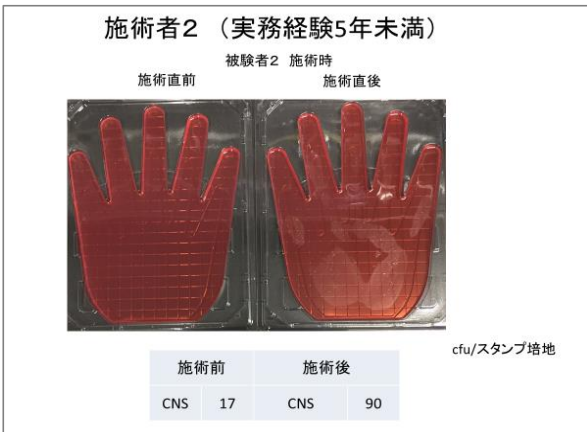 施術者2 （実務経験5年未満）
被験者2 施術時
施術直前 施術直後
cfu/スタンプ培地
施術前 施術後
CNS 17 CNS 90